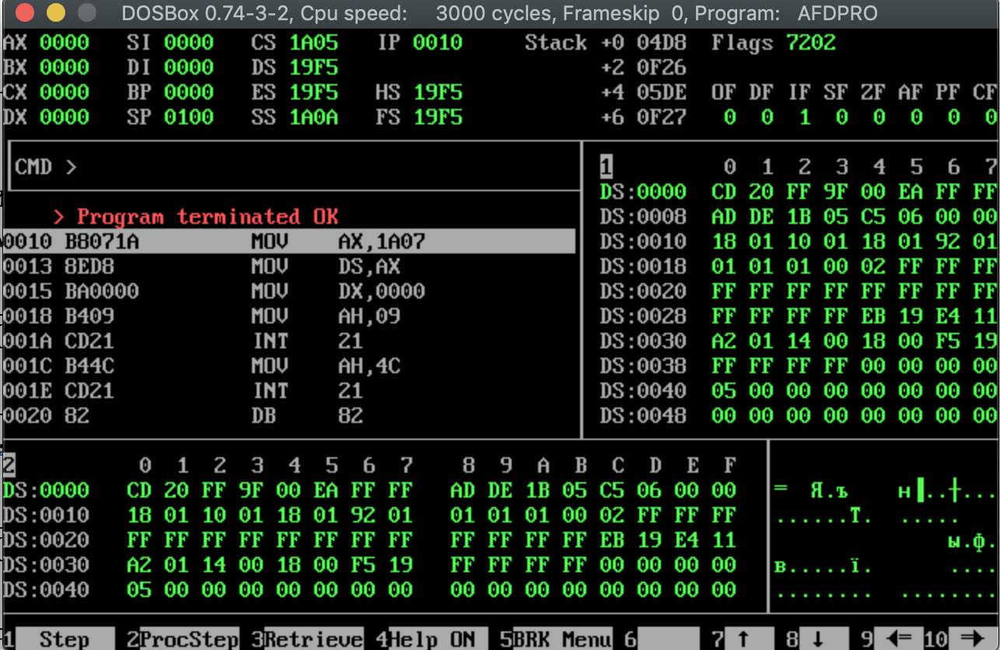 DOSBox 0.74-3-2, Cpu speed: 3000 cycles, Frameskip 0, Program: AFDPRO
AX 0000 SI 0000 CS 1A05 IP 0010 Stack +0 04D8 Flags 7202
BX 0000 DI 0000 DS 19F5 +2 0F26
CX 0000 BP 0000 ES 19F5 HS 19F5 +4 05DE OF DF IF SF ZF AF PF CF
DX 0000 SP 0100 SS 1A0A FS 19F5 +6 0F27 0 0 1 0 0 0 0 0
CMD >
1 0 1 2 3 4 5 6 7
DS:0000 CD 20 FF 9F 00 EA FF FF
DS:0008 AD DE 1B 05 C5 06 00 00
DS:0010 18 01 10 01 18 01 92 01
DS:0018 01 01 01 00 02 FF FF FF
DS:0020 FF FF FF FF FF FF FF FF
DS:0028 FF FF FF FF EB 19 E4 11
DS:0030 A2 01 14 00 18 00 F5 19
DS:0038 FF FF FF FF 00 00 00 00
DS:0040 05 00 00 00 00 00 00 00
DS:0048 00 00 00 00 00 00 00 00
> Program terminated OK
0010 B8071A MOV AX,1A07
0013 8ED8 MOV DS,AX
0015 BA0000 MOV DX,0000
0018 B409 MOV AH,09
001A CD21 INT 21
001C B44C MOV AH,4C
001E CD21 INT 21
0020 82 DB 82
2 0 1 2 3 4 5 6 7 8 9 A B C D E F
DS:0000 CD 20 FF 9F 00 EA FF FF AD DE 1B 05 C5 06 00 00 = Я.ъ н▌..┼...
DS:0010 18 01 10 01 18 01 92 01 01 01 01 00 02 FF FF FF ......Т. .....
DS:0020 FF FF FF FF FF FF FF FF FF FF FF FF EB 19 E4 11 ы.ф.
DS:0030 A2 01 14 00 18 00 F5 19 FF FF FF FF 00 00 00 00 в.....ї. ....
DS:0040 05 00 00 00 00 00 00 00 00 00 00 00 00 00 00 00 ........ ........
1 Step 2ProcStep 3Retrieve 4Help ON 5BRK Menu 6 7 ↑ 8 ↓ 9 ⇐ 10 ⇒